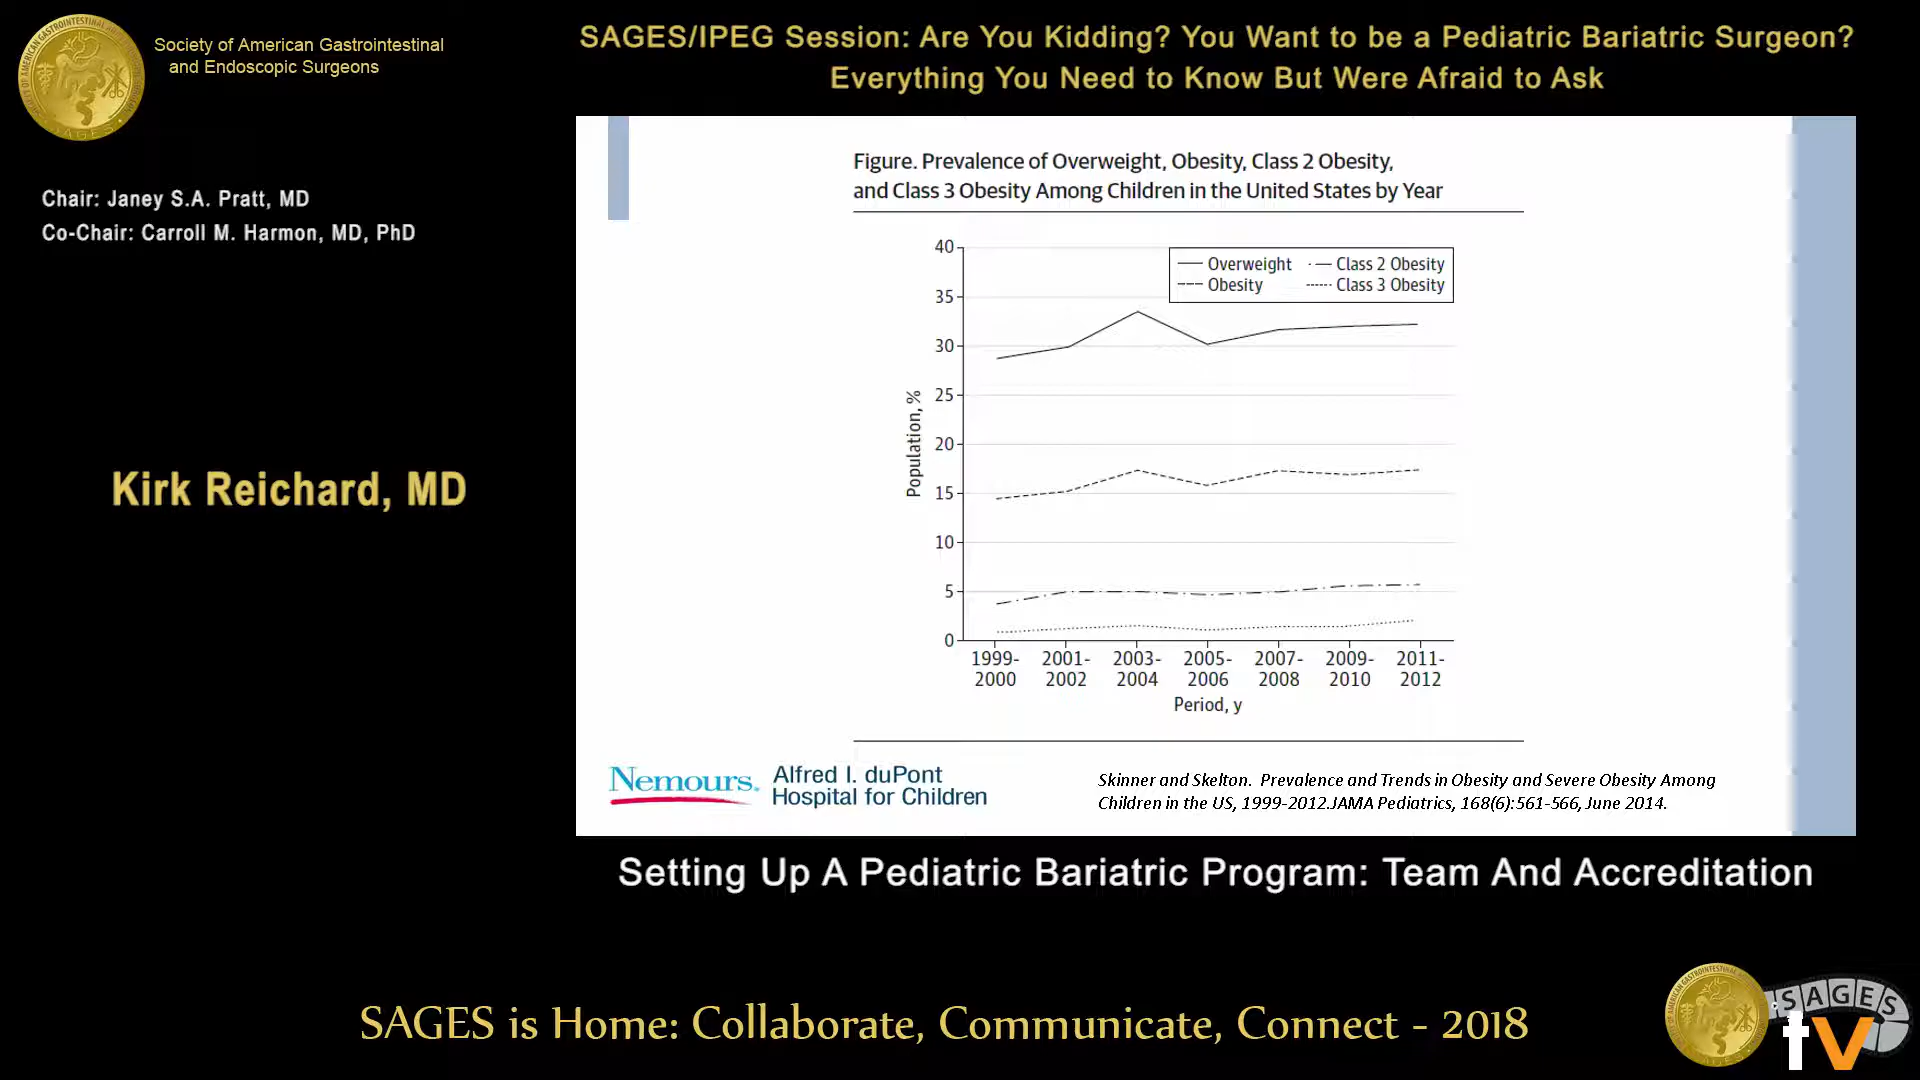 Society of American Gastrointestinal
and Endoscopic Surgeons
SAGES/IPEG Session: Are You Kidding? You Want to be a Pediatric Bariatric Surgeon?
Everything You Need to Know But Were Afraid to Ask
Chair: Janey S.A. Pratt, MD
Co-Chair: Carroll M. Harmon, MD, PhD
Kirk Reichard, MD
Figure. Prevalence of Overweight, Obesity, Class 2 Obesity,
and Class 3 Obesity Among Children in the United States by Year
Overweight
Class 2 Obesity
Obesity
Class 3 Obesity
Population, %
40
35
30
25
20
15
10
5
0
1999-
2000
2001-
2002
2003-
2004
2005-
2006
2007-
2008
2009-
2010
2011-
2012
Period, y
Nemours.
Alfred I. duPont
Hospital for Children
Skinner and Skelton. Prevalence and Trends in Obesity and Severe Obesity Among
Children in the US, 1999-2012.JAMA Pediatrics, 168(6):561-566, June 2014.
Setting Up A Pediatric Bariatric Program: Team And Accreditation
SAGES is Home: Collaborate, Communicate, Connect - 2018
SAGES
tv